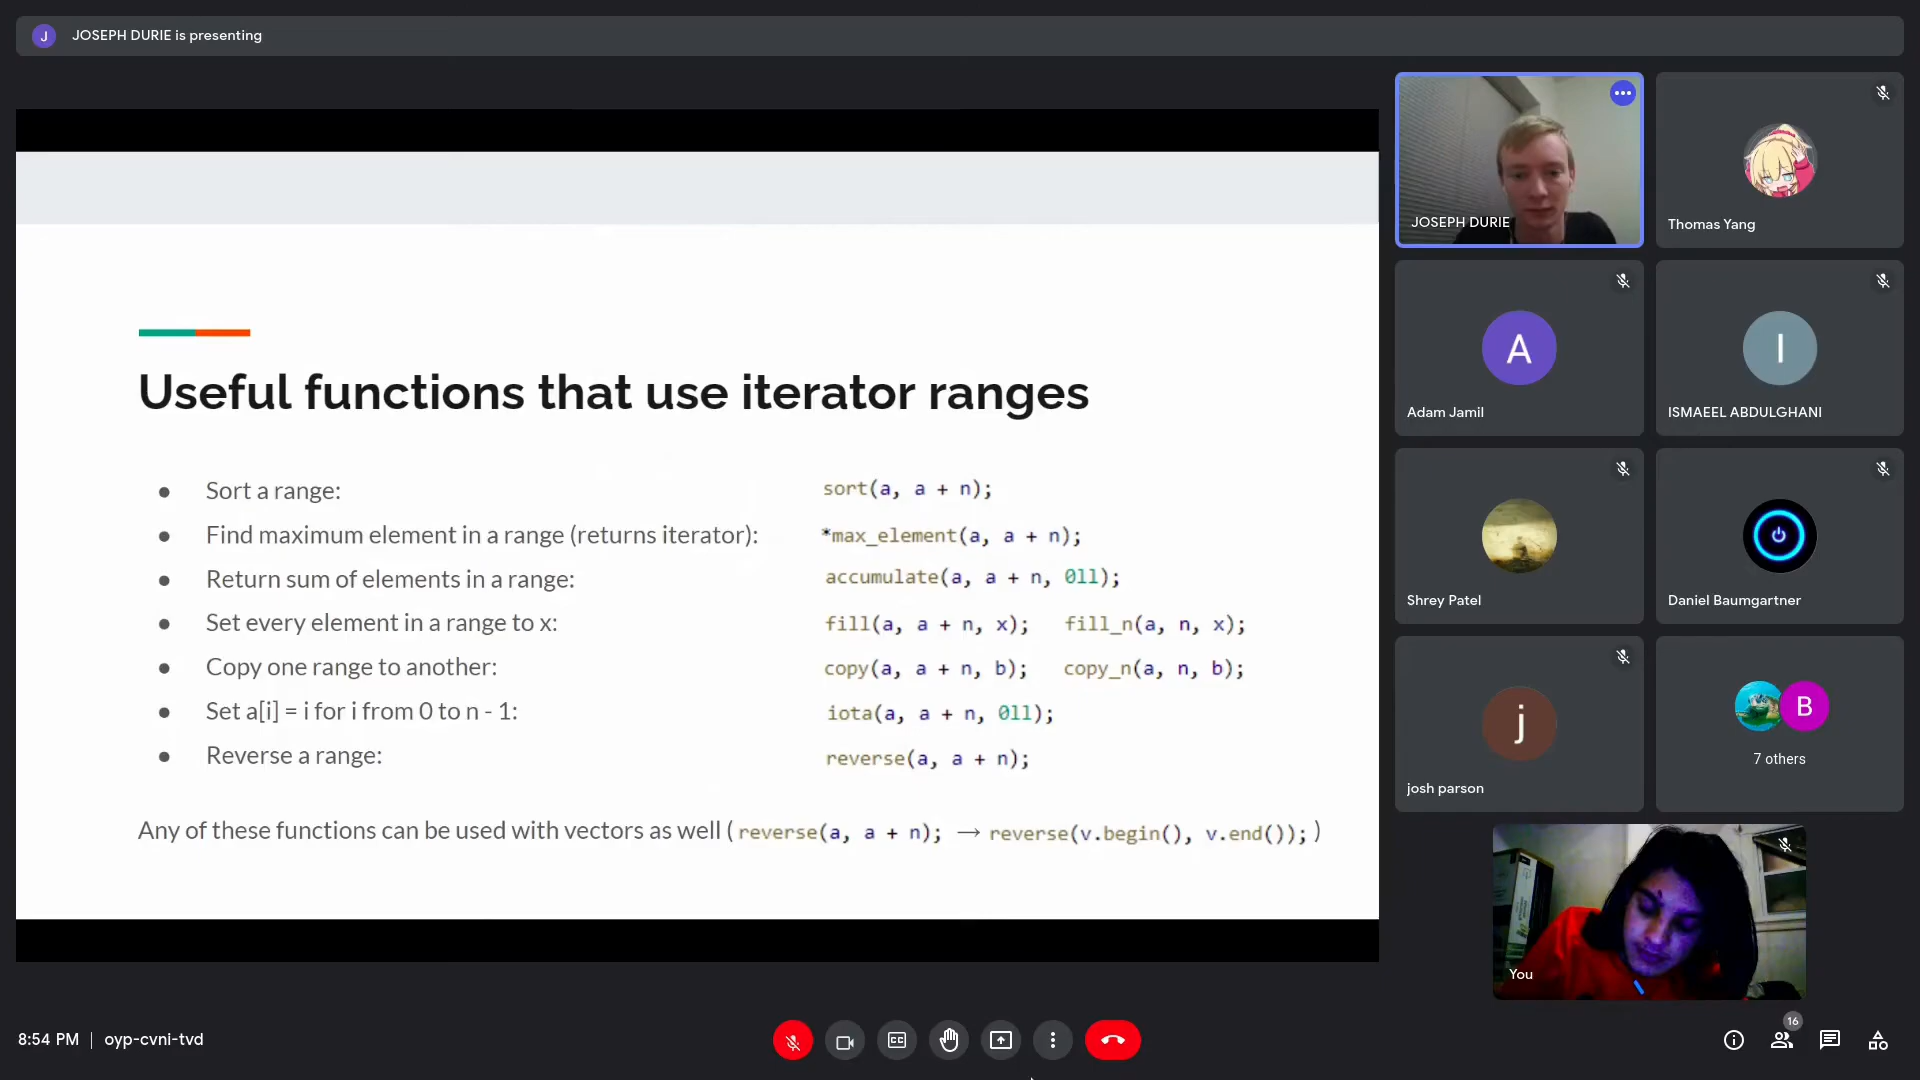 J
JOSEPH DURIE is presenting
Useful functions that use iterator ranges
● Sort a range: sort(a, a + n);
● Find maximum element in a range (returns iterator): *max_element(a, a + n);
● Return sum of elements in a range: accumulate(a, a + n, 0ll);
● Set every element in a range to x: fill(a, a + n, x); fill_n(a, n, x);
● Copy one range to another: copy(a, a + n, b); copy_n(a, n, b);
● Set a[i] = i for i from 0 to n - 1: iota(a, a + n, 0ll);
● Reverse a range: reverse(a, a + n);
Any of these functions can be used with vectors as well ( reverse(a, a + n); → reverse(v.begin(), v.end()); )
JOSEPH DURIE
Thomas Yang
A
Adam Jamil
I
ISMAEEL ABDULGHANI
Shrey Patel
Daniel Baumgartner
j
josh parson
B
7 others
You
8:54 PM | oyp-cvni-tvd
CC
16